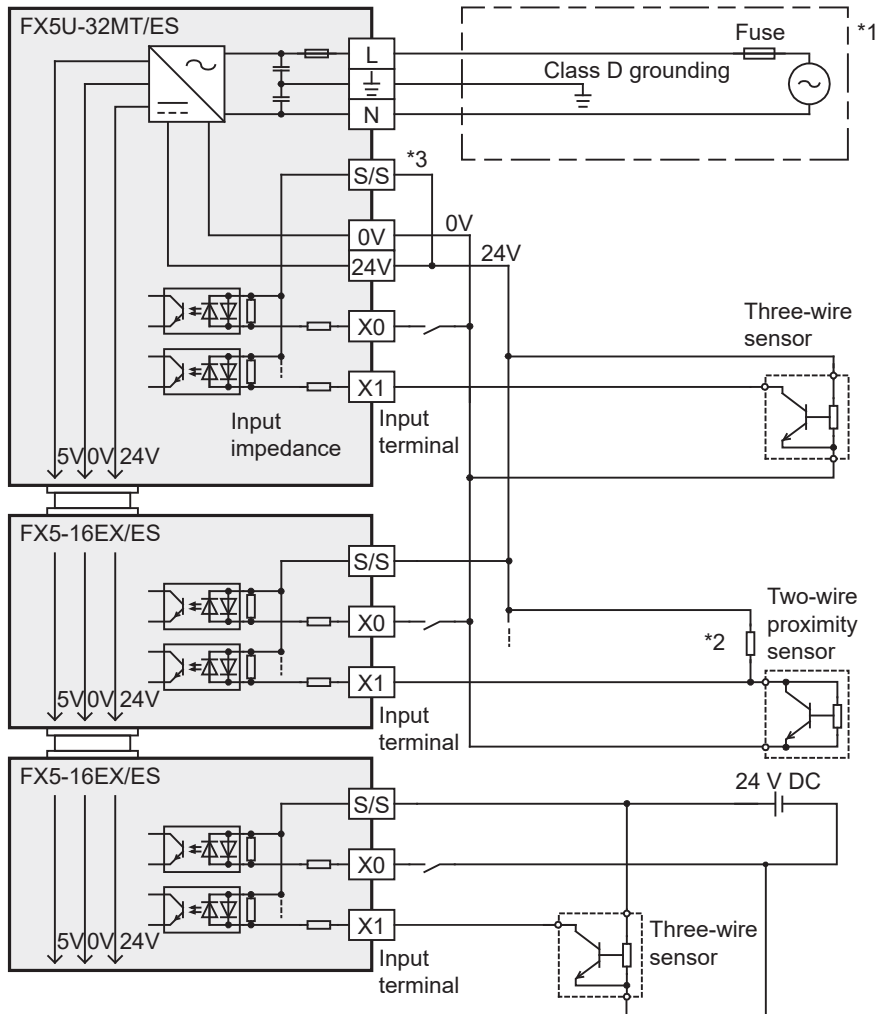 FX5U-32MT/ES
L
N
Fuse
*1
Class D grounding
S/S
*3
0V
0V
24V
24V
X0
X1
Three-wire
sensor
Input
impedance
Input
terminal
5V 0V 24V
FX5-16EX/ES
S/S
X0
X1
*2
Two-wire
proximity
sensor
5V 0V 24V
Input
terminal
FX5-16EX/ES
S/S
24 V DC
X0
X1
Three-wire
sensor
5V 0V 24V
Input
terminal